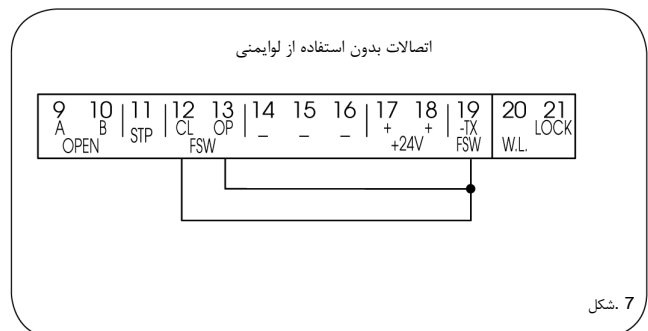 اتصالات بدون استفاده از لوایمنی
9 10 11 12 13 14 15 16 17 18 19 20 21
A B STP CL OP _ _ _ + + -TX LOCK
OPEN FSW +24V FSW W.L.
شکل. 7